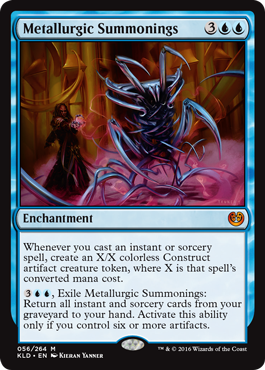 Metallurgic Summonings 3
Enchantment
Whenever you cast an instant or sorcery
spell, create an X/X colorless Construct
artifact creature token, where X is that spell's
converted mana cost.
3, Exile Metallurgic Summonings:
Return all instant and sorcery cards from your
graveyard to your hand. Activate this ability
only if you control six or more artifacts.
056/264 M
KLD • EN Kieran Yanner
™ & © 2016 Wizards of the Coast